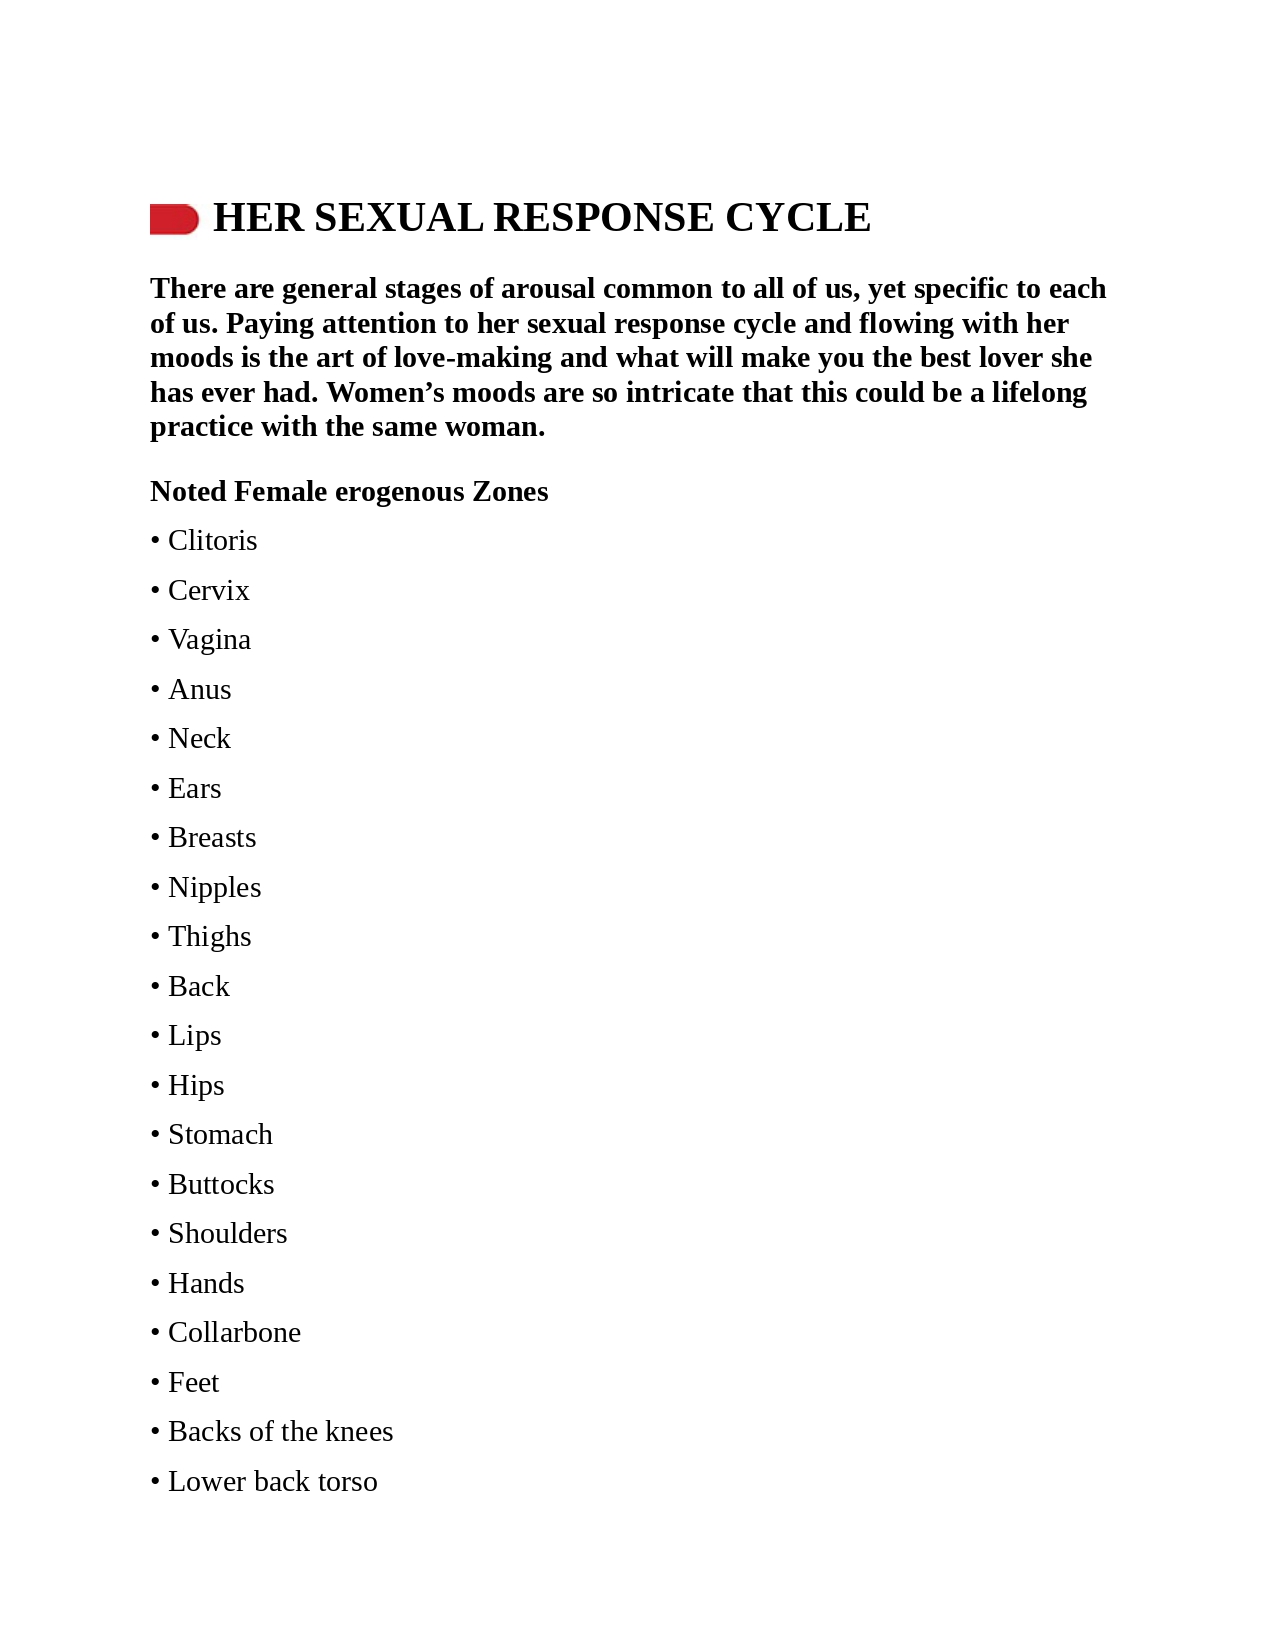 HER SEXUAL RESPONSE CYCLE
There are general stages of arousal common to all of us, yet specific to each
of us. Paying attention to her sexual response cycle and flowing with her
moods is the art of love-making and what will make you the best lover she
has ever had. Women’s moods are so intricate that this could be a lifelong
practice with the same woman.
Noted Female erogenous Zones
• Clitoris
• Cervix
• Vagina
• Anus
• Neck
• Ears
• Breasts
• Nipples
• Thighs
• Back
• Lips
• Hips
• Stomach
• Buttocks
• Shoulders
• Hands
• Collarbone
• Feet
• Backs of the knees
• Lower back torso